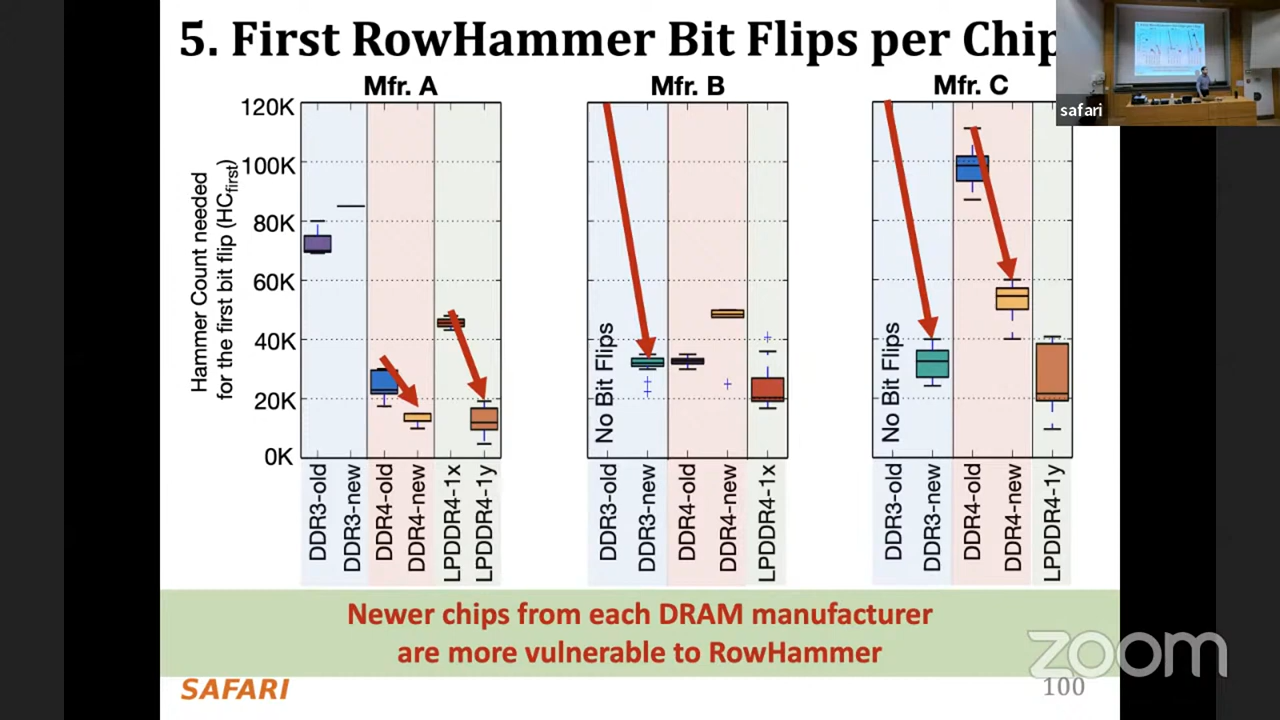 5. First RowHammer Bit Flips per Chip
safari
Mfr. A
Mfr. B
Mfr. C
Hammer Count needed
for the first bit flip (HCfirst)
120K
100K
80K
60K
40K
20K
0K
No Bit Flips
No Bit Flips
DDR3-old
DDR3-new
DDR4-old
DDR4-new
LPDDR4-1x
LPDDR4-1y
DDR3-old
DDR3-new
DDR4-old
DDR4-new
LPDDR4-1x
DDR3-old
DDR3-new
DDR4-old
DDR4-new
LPDDR4-1y
Newer chips from each DRAM manufacturer
are more vulnerable to RowHammer
SAFARI
100
zoom